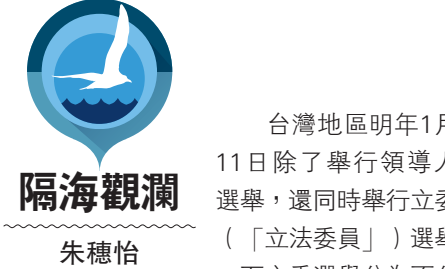 隔海觀瀾
朱穗怡
台灣地區明年1月
11日除了舉行領導人
選舉，還同時舉行立委
（「立法委員」）選舉